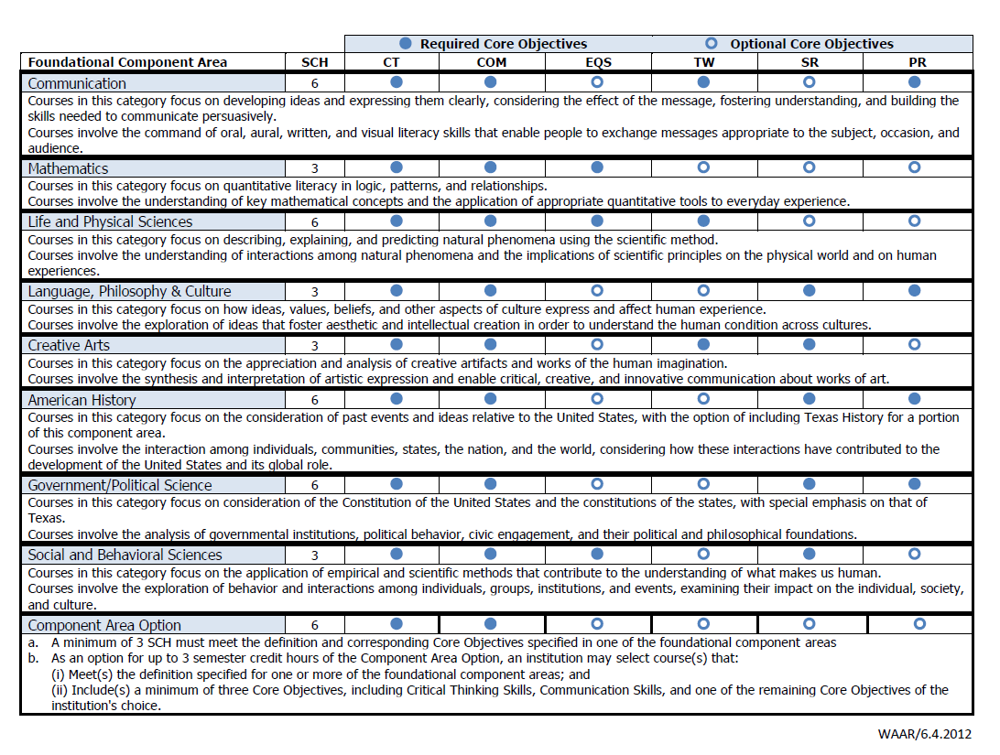 Required Core Objectives Optional Core Objectives
Foundational Component Area SCH CT COM EQS TW SR PR
Communication 6
Courses in this category focus on developing ideas and expressing them clearly, considering the effect of the message, fostering understanding, and building the
skills needed to communicate persuasively.
Courses involve the command of oral, aural, written, and visual literacy skills that enable people to exchange messages appropriate to the subject, occasion, and
audience.
Mathematics 3
Courses in this category focus on quantitative literacy in logic, patterns, and relationships.
Courses involve the understanding of key mathematical concepts and the application of appropriate quantitative tools to everyday experience.
Life and Physical Sciences 6
Courses in this category focus on describing, explaining, and predicting natural phenomena using the scientific method.
Courses involve the understanding of interactions among natural phenomena and the implications of scientific principles on the physical world and on human
experiences.
Language, Philosophy & Culture 3
Courses in this category focus on how ideas, values, beliefs, and other aspects of culture express and affect human experience.
Courses involve the exploration of ideas that foster aesthetic and intellectual creation in order to understand the human condition across cultures.
Creative Arts 3
Courses in this category focus on the appreciation and analysis of creative artifacts and works of the human imagination.
Courses involve the synthesis and interpretation of artistic expression and enable critical, creative, and innovative communication about works of art.
American History 6
Courses in this category focus on the consideration of past events and ideas relative to the United States, with the option of including Texas History for a portion
of this component area.
Courses involve the interaction among individuals, communities, states, the nation, and the world, considering how these interactions have contributed to the
development of the United States and its global role.
Government/Political Science 6
Courses in this category focus on consideration of the Constitution of the United States and the constitutions of the states, with special emphasis on that of
Texas.
Courses involve the analysis of governmental institutions, political behavior, civic engagement, and their political and philosophical foundations.
Social and Behavioral Sciences 3
Courses in this category focus on the application of empirical and scientific methods that contribute to the understanding of what makes us human.
Courses involve the exploration of behavior and interactions among individuals, groups, institutions, and events, examining their impact on the individual, society,
and culture.
Component Area Option 6
a. A minimum of 3 SCH must meet the definition and corresponding Core Objectives specified in one of the foundational component areas
b. As an option for up to 3 semester credit hours of the Component Area Option, an institution may select course(s) that:
(i) Meet(s) the definition specified for one or more of the foundational component areas; and
(ii) Include(s) a minimum of three Core Objectives, including Critical Thinking Skills, Communication Skills, and one of the remaining Core Objectives of the
institution's choice.
WAAR/6.4.2012